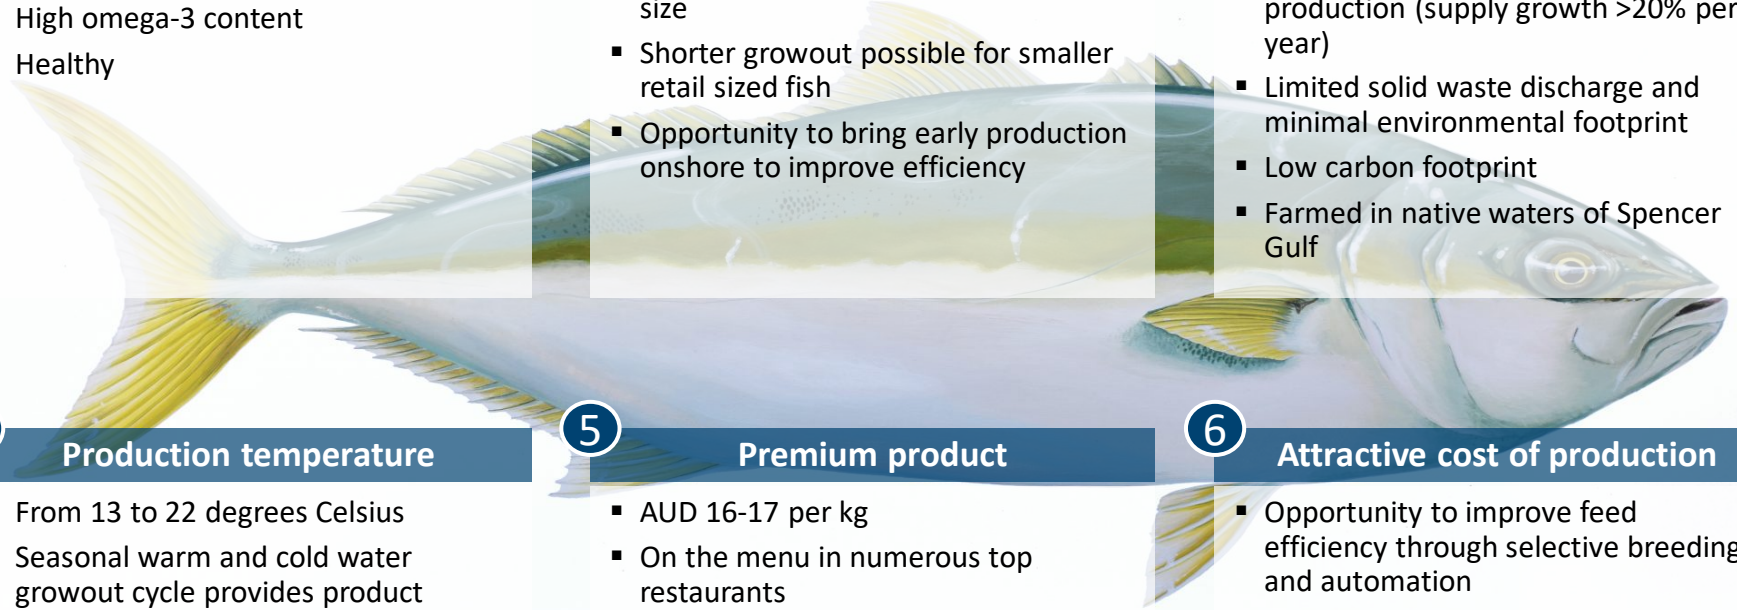 High omega-3 content
Healthy
size
▪ Shorter growout possible for smaller
retail sized fish
▪ Opportunity to bring early production
onshore to improve efficiency
production (supply growth >20% per
year)
▪ Limited solid waste discharge and
minimal environmental footprint
▪ Low carbon footprint
▪ Farmed in native waters of Spencer
Gulf
Production temperature
From 13 to 22 degrees Celsius
Seasonal warm and cold water
growout cycle provides product
5
Premium product
▪ AUD 16-17 per kg
▪ On the menu in numerous top
restaurants
6
Attractive cost of production
▪ Opportunity to improve feed
efficiency through selective breeding
and automation